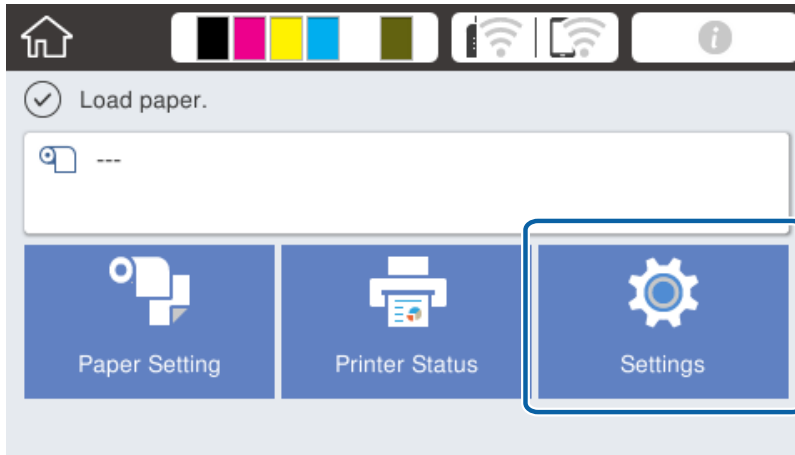 Load paper.
---
Paper Setting
Printer Status
Settings